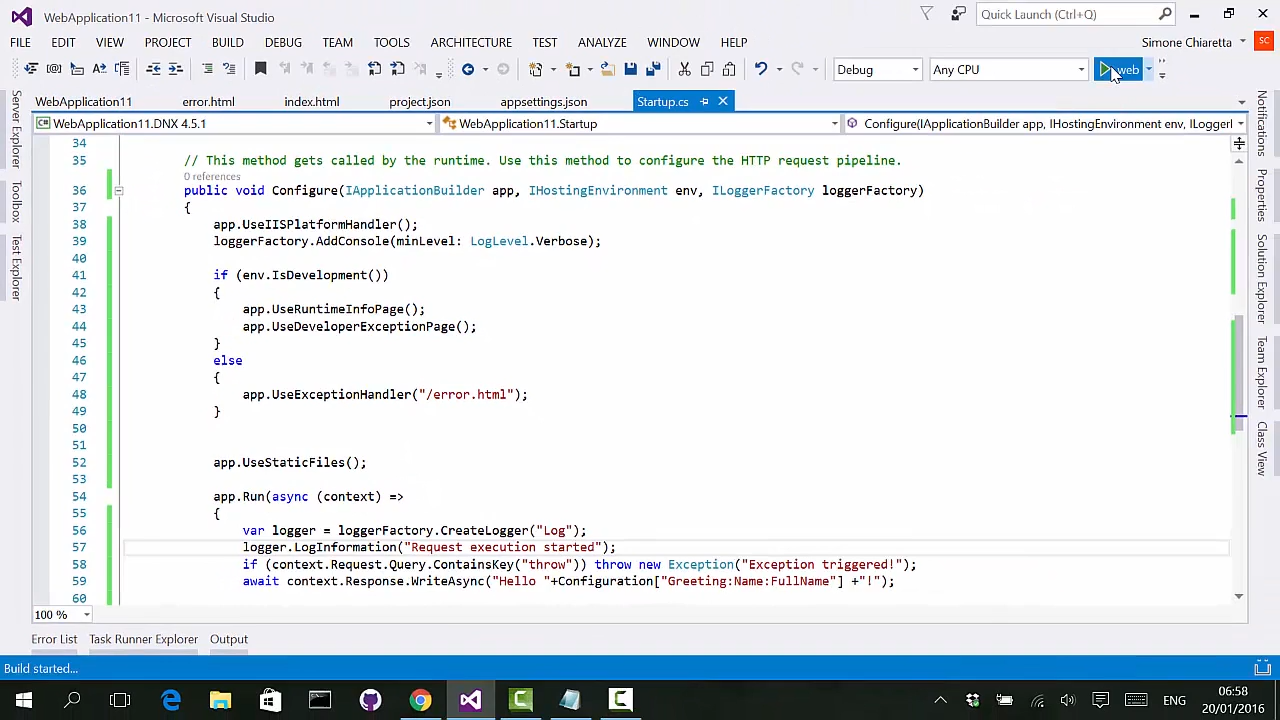 WebApplication11 - Microsoft Visual Studio
Quick Launch (Ctrl+Q)
FILE EDIT VIEW PROJECT BUILD DEBUG TEAM TOOLS ARCHITECTURE TEST ANALYZE WINDOW HELP
Simone Chiaretta SC
Debug Any CPU web
WebApplication11 error.html index.html project.json appsettings.json Startup.cs
WebApplication11.DNX 4.5.1 WebApplication11.Startup Configure(IApplicationBuilder app, IHostingEnvironment env, ILoggerI
Server Explorer
Toolbox
Test Explorer
34
35 // This method gets called by the runtime. Use this method to configure the HTTP request pipeline.
0 references
36 public void Configure(IApplicationBuilder app, IHostingEnvironment env, ILoggerFactory loggerFactory)
37 {
38 app.UseIISPlatformHandler();
39 loggerFactory.AddConsole(minLevel: LogLevel.Verbose);
40
41 if (env.IsDevelopment())
42 {
43 app.UseRuntimeInfoPage();
44 app.UseDeveloperExceptionPage();
45 }
46 else
47 {
48 app.UseExceptionHandler("/error.html");
49 }
50
51
52 app.UseStaticFiles();
53
54 app.Run(async (context) =>
55 {
56 var logger = loggerFactory.CreateLogger("Log");
57 logger.LogInformation("Request execution started");
58 if (context.Request.Query.ContainsKey("throw")) throw new Exception("Exception triggered!");
59 await context.Response.WriteAsync("Hello "+Configuration["Greeting:Name:FullName"] +"!");
60
Notifications
Properties
Solution Explorer
Team Explorer
Class View
100 %
Error List Task Runner Explorer Output
Build started...
ENG
06:58
20/01/2016